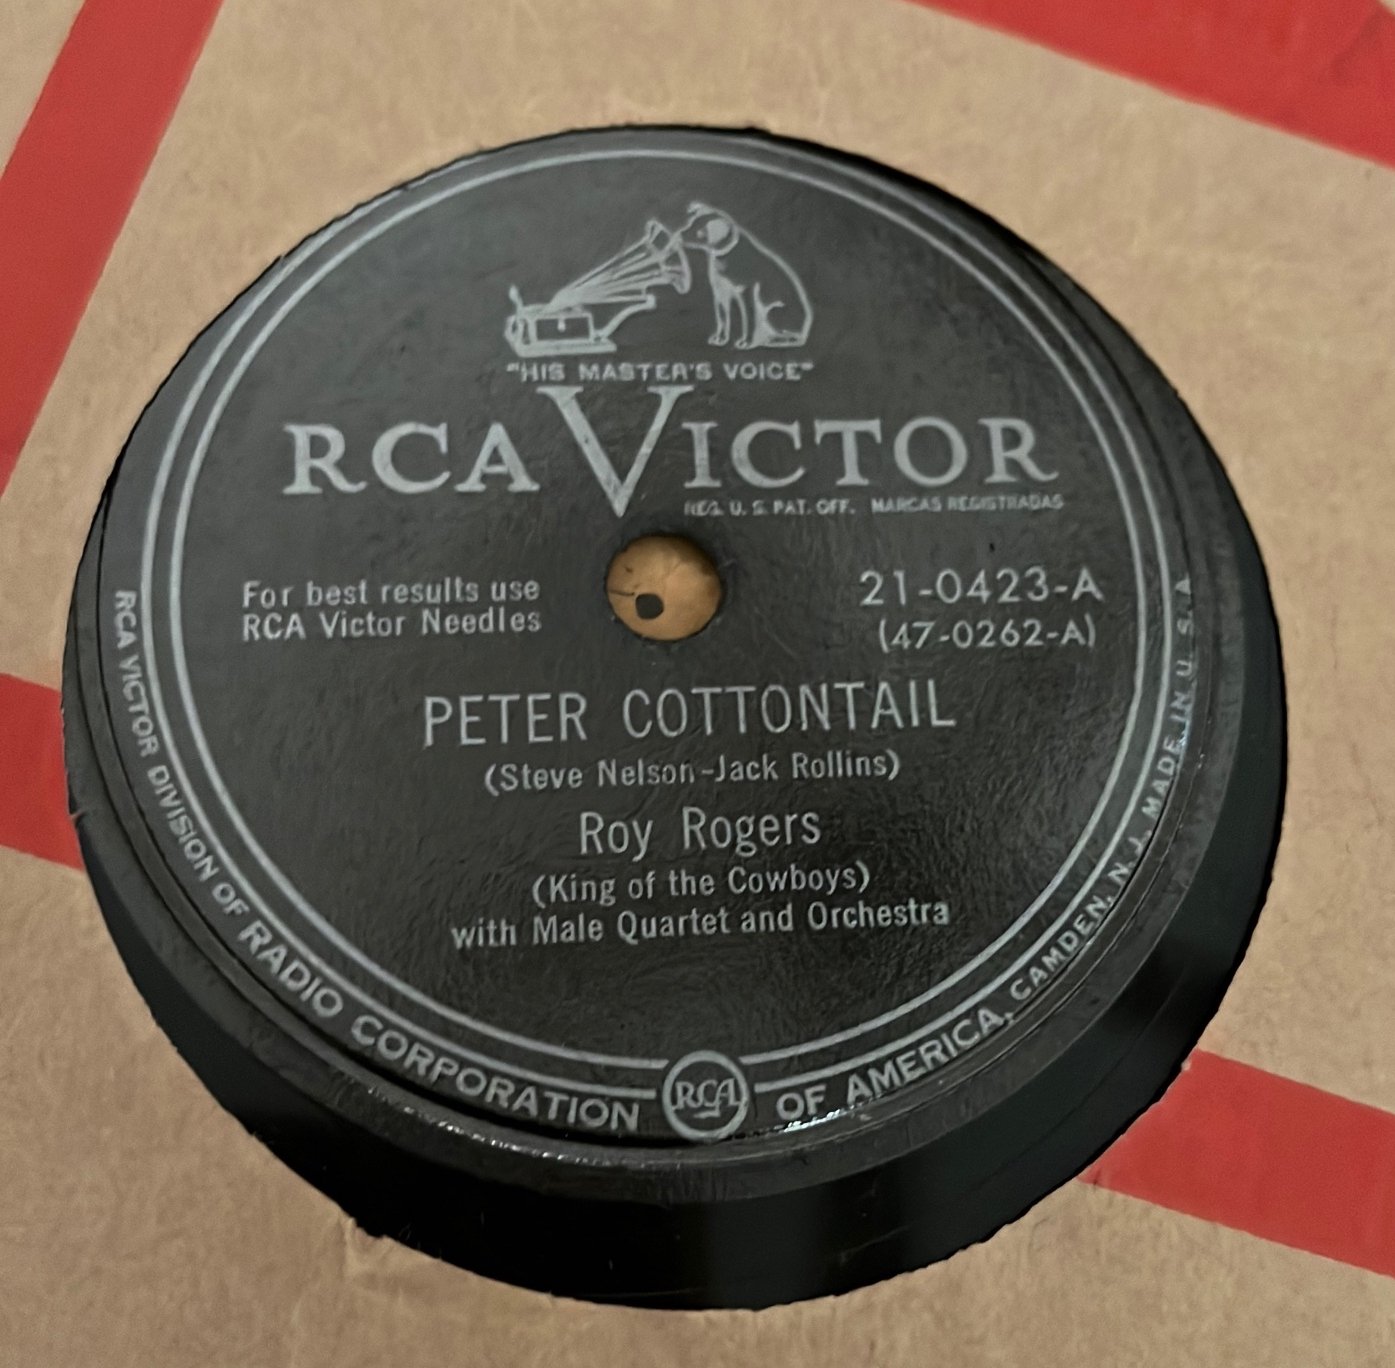 "HIS MASTER'S VOICE"
RCA VICTOR
REG. U. S. PAT. OFF. MARCAS REGISTRADAS
For best results use
RCA Victor Needles
21-0423-A
(47-0262-A)
PETER COTTONTAIL
(Steve Nelson-Jack Rollins)
Roy Rogers
(King of the Cowboys)
with Male Quartet and Orchestra
RCA VICTOR DIVISION OF RADIO CORPORATION OF AMERICA, CAMDEN, N. J. MADE IN U. S. A.
RCA